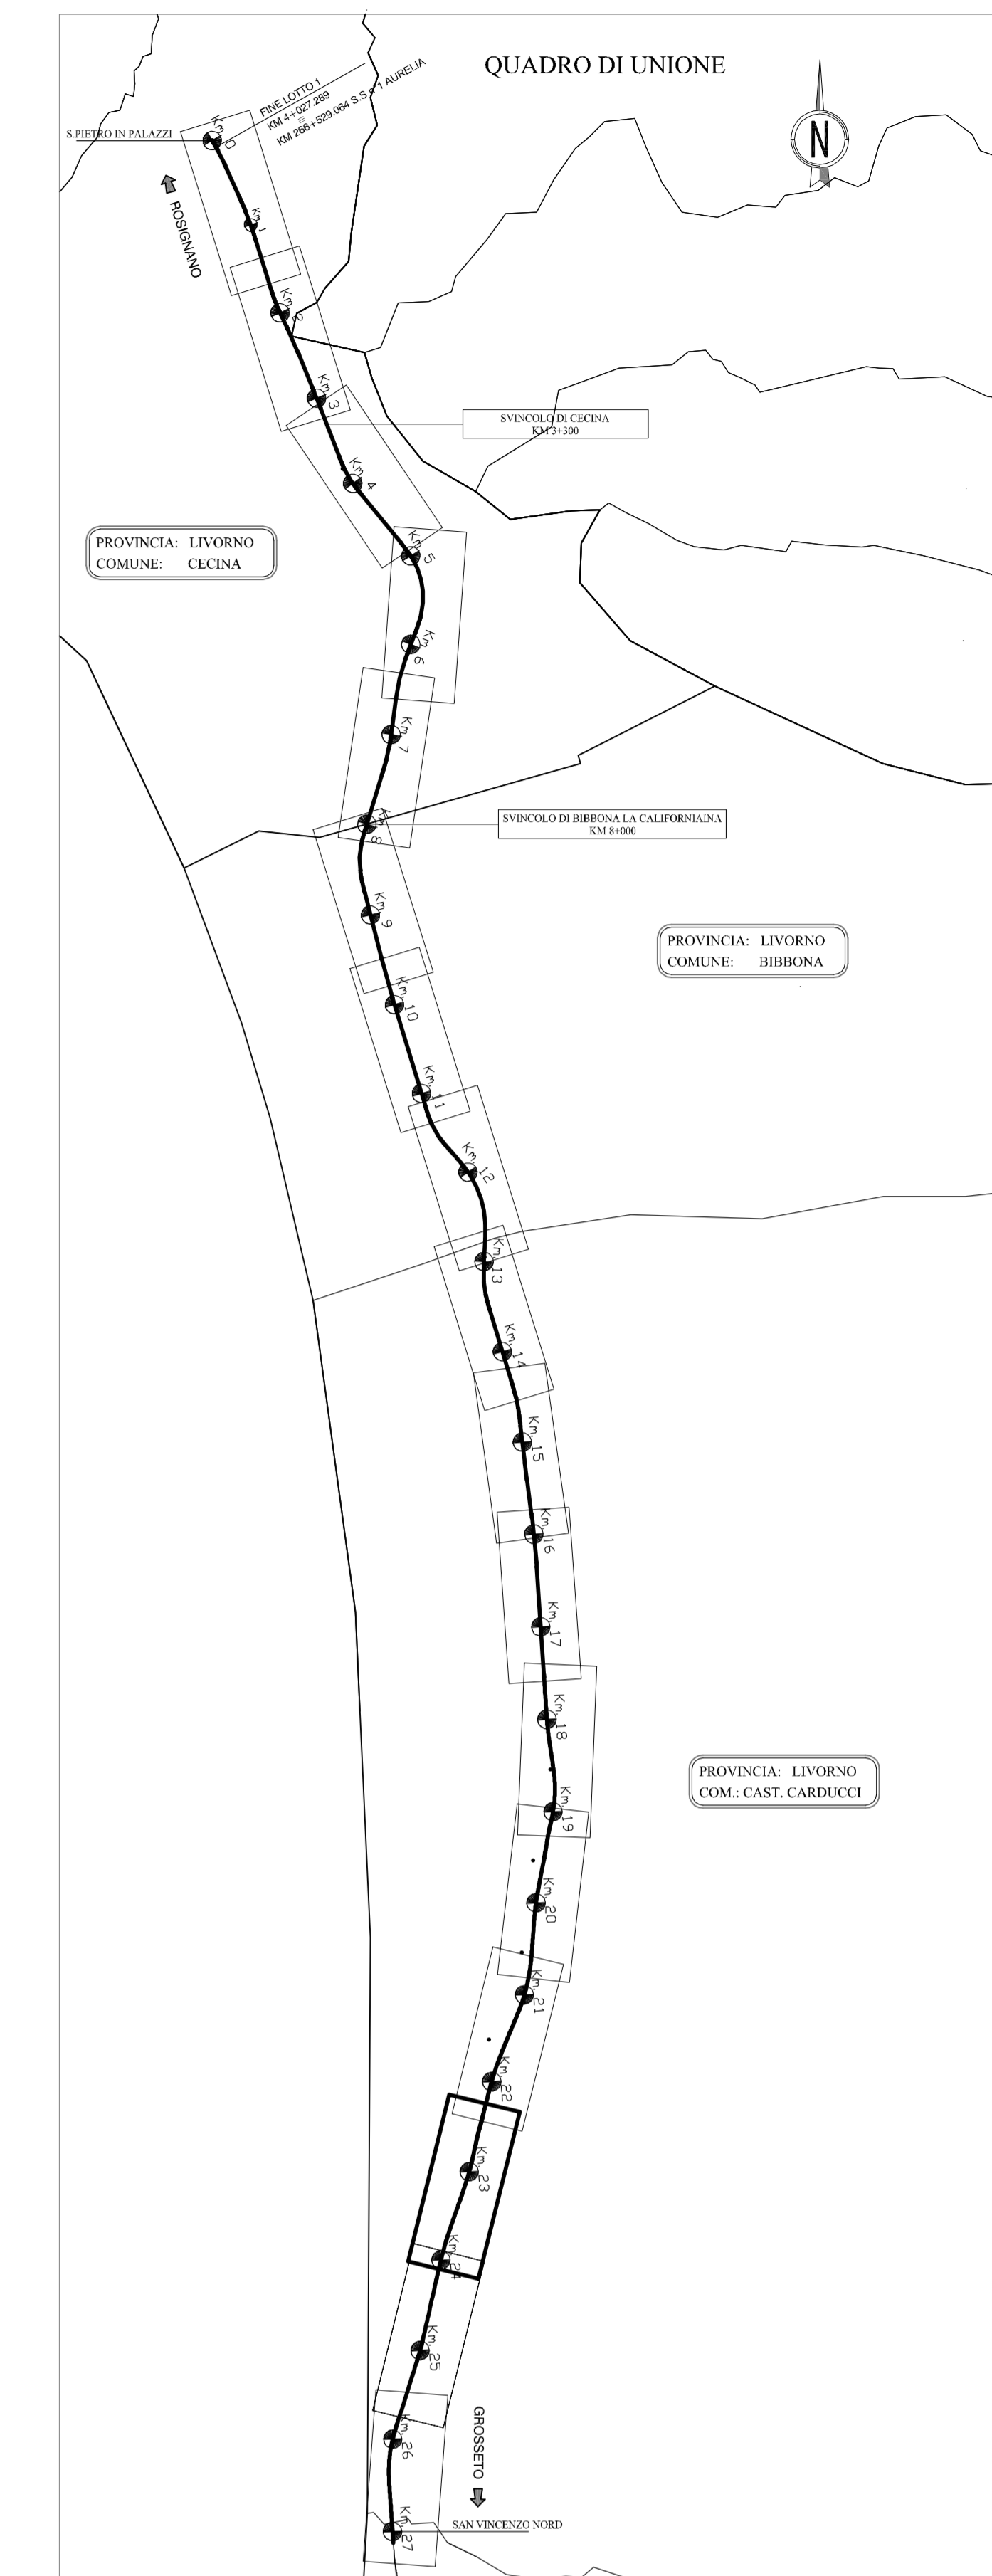 QUADRO DI UNIONE
FINE LOTTO 1
KM 4+027.289
≡
KM 266+529.064 S.S.n°1 AURELIA
S.PIETRO IN PALAZZI
N
Km. 0
ROSIGNANO
Km. 1
Km. 2
Km. 3
SVINCOLO DI CECINA
KM 3+300
Km. 4
PROVINCIA: LIVORNO
COMUNE: CECINA
Km. 5
Km. 6
Km. 7
Km. 8
SVINCOLO DI BIBBONA LA CALIFORNIAINA
KM 8+000
Km. 9
PROVINCIA: LIVORNO
COMUNE: BIBBONA
Km. 10
Km. 11
Km. 12
Km. 13
Km. 14
Km. 15
Km. 16
Km. 17
Km. 18
PROVINCIA: LIVORNO
COM.: CAST. CARDUCCI
Km. 19
Km. 20
Km. 21
Km. 22
Km. 23
Km. 24
Km. 25
GROSSETO
Km. 26
SAN VINCENZO NORD
Km. 27